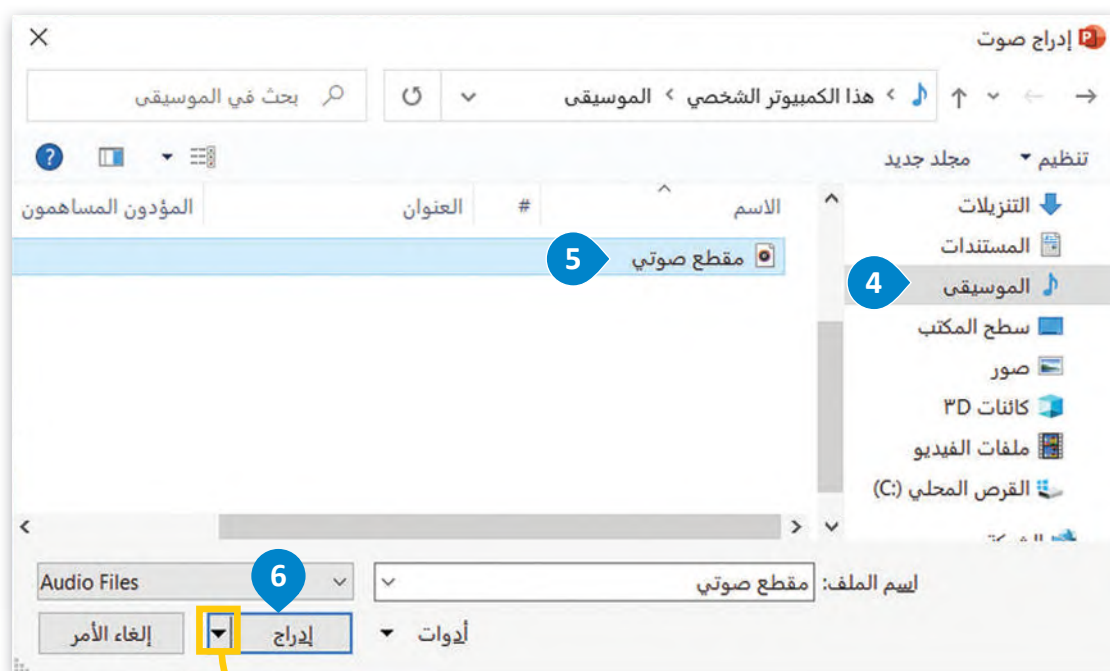 إدراج صوت
هذا الكمبيوتر الشخصي > الموسيقى
بحث في الموسيقى
تنظيم
مجلد جديد
الاسم # العنوان المؤدون المساهمون
التنزيلات
المستندات
4 الموسيقى
سطح المكتب
صور
كائنات ٣D
ملفات الفيديو
القرص المحلي (C:)
مقطع صوتي 5
اسم الملف: مقطع صوتي
Audio Files
6
أدوات
إدراج
إلغاء الأمر